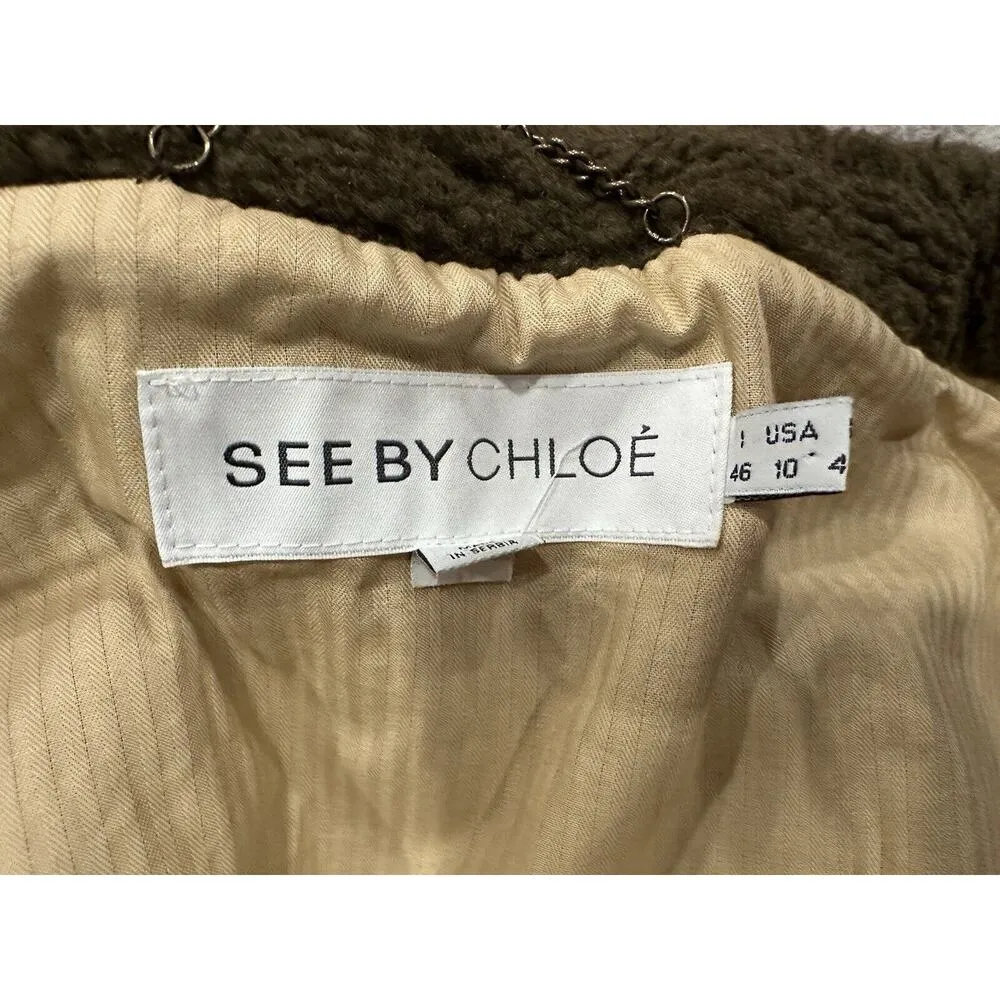 SEE BY CHLOÉ
I USA
46 10 4
IN SERBIA